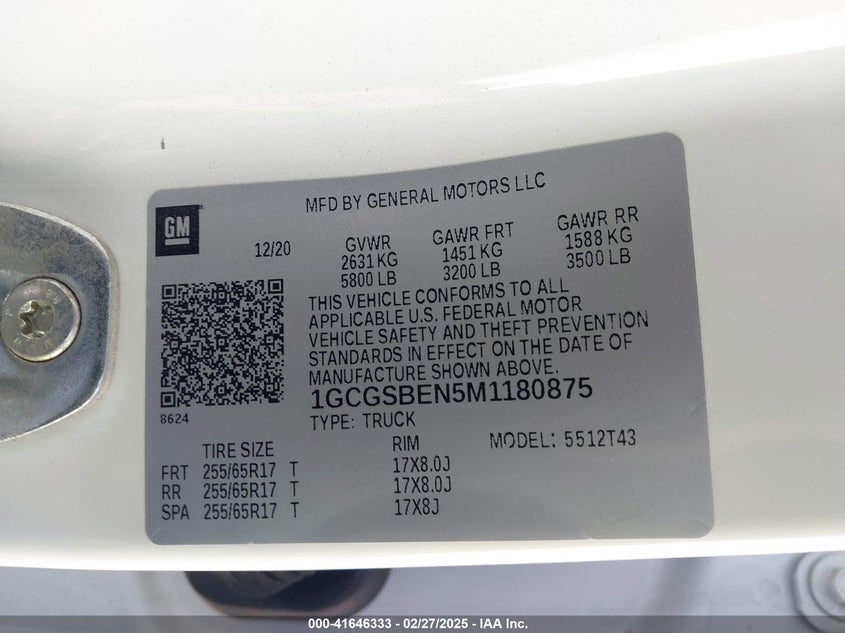 MFD BY GENERAL MOTORS LLC
GM
12/20
GVWR
2631 KG
5800 LB
GAWR FRT
1451 KG
3200 LB
GAWR RR
1588 KG
3500 LB
THIS VEHICLE CONFORMS TO ALL
APPLICABLE U.S. FEDERAL MOTOR
VEHICLE SAFETY AND THEFT PREVENTION
STANDARDS IN EFFECT ON THE DATE OF
MANUFACTURE SHOWN ABOVE.
8624
1GCGSBEN5M1180875
TYPE: TRUCK
MODEL: 5512T43
TIRE SIZE RIM
FRT 255/65R17 T 17X8.0J
RR 255/65R17 T 17X8.0J
SPA 255/65R17 T 17X8J
000-41646333 - 02/27/2025 - IAA Inc.